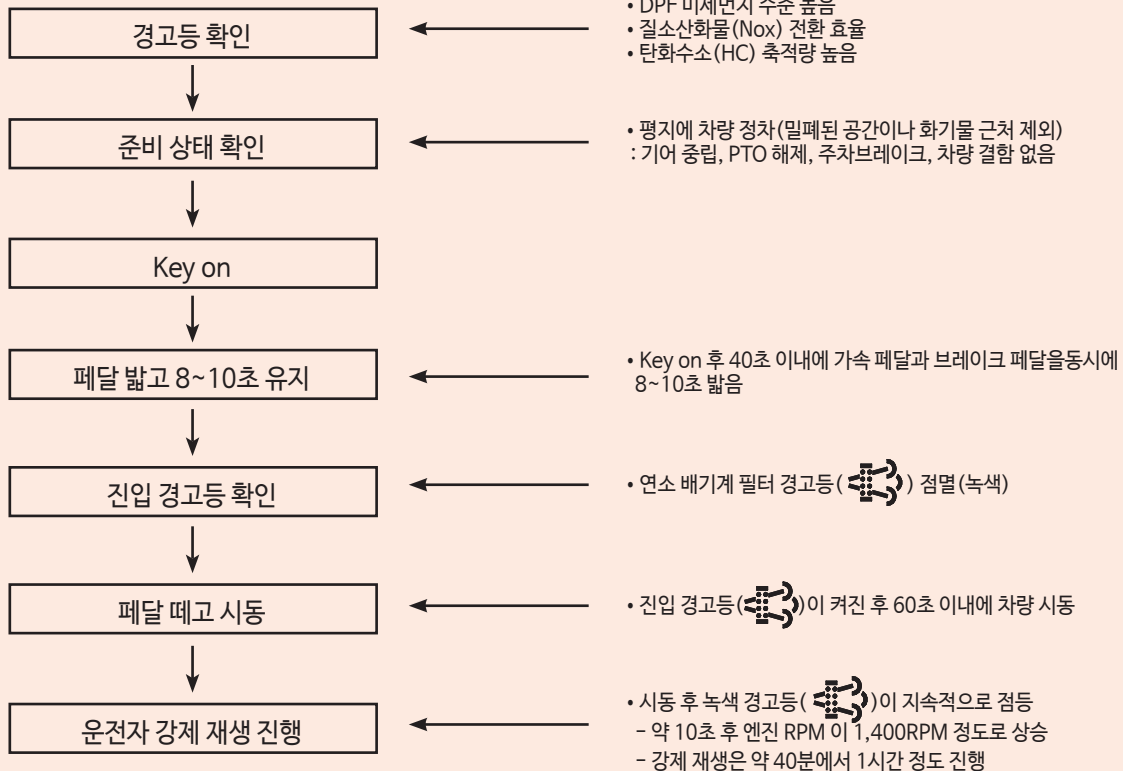 • DPF 미세먼지 수준 높음
경고등 확인
• 질소산화물(Nox) 전환 효율
• 탄화수소(HC) 축적량 높음
준비 상태 확인
• 평지에 차량 정차(밀폐된 공간이나 화기물 근처 제외)
: 기어 중립, PTO 해제, 주차브레이크, 차량 결함 없음
Key on
페달 밟고 8~10초 유지
• Key on 후 40초 이내에 가속 페달과 브레이크 페달을동시에
8~10초 밟음
진입 경고등 확인
• 연소 배기계 필터 경고등( ) 점멸(녹색)
페달 떼고 시동
• 진입 경고등( )이 켜진 후 60초 이내에 차량 시동
운전자 강제 재생 진행
• 시동 후 녹색 경고등( )이 지속적으로 점등
- 약 10초 후 엔진 RPM 이 1,400RPM 정도로 상승
- 강제 재생은 약 40분에서 1시간 정도 진행